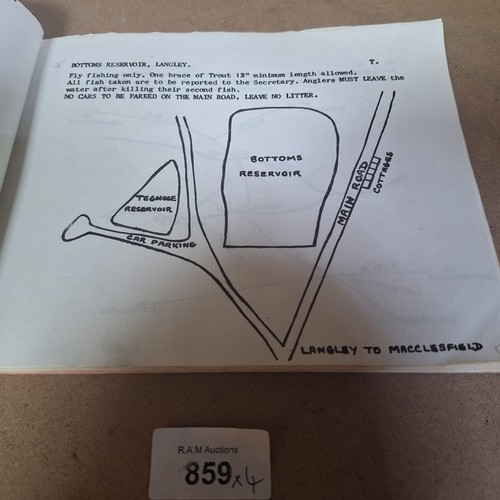 BOTTOMS RESERVOIR, LANGLEY. T.
Fly fishing only. One brace of Trout 12" minimum length allowed.
All fish taken are to be reported to the Secretary. Anglers MUST LEAVE the
water after killing their second fish.
NO CARS TO BE PARKED ON THE MAIN ROAD. LEAVE NO LITTER.
BOTTOMS
RESERVOIR
TEGNOSE
RESERVOIR
CAR PARKING
MAIN ROAD
COTTAGES
LANGLEY TO MACCLESFIELD
R.A.M Auctions
859x4